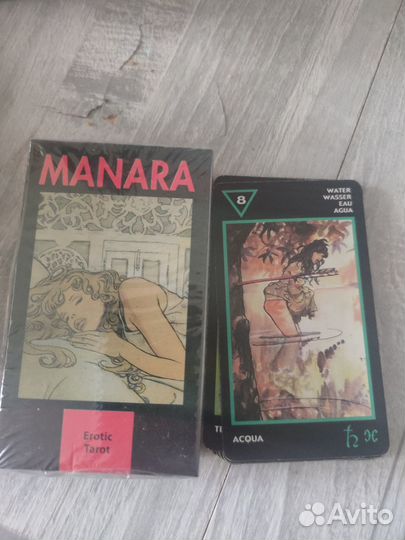 MANARA
Erotic
Tarot
8
WATER
WASSER
EAU
AGUA
TE
ACQUA
♄ ♓
Avito